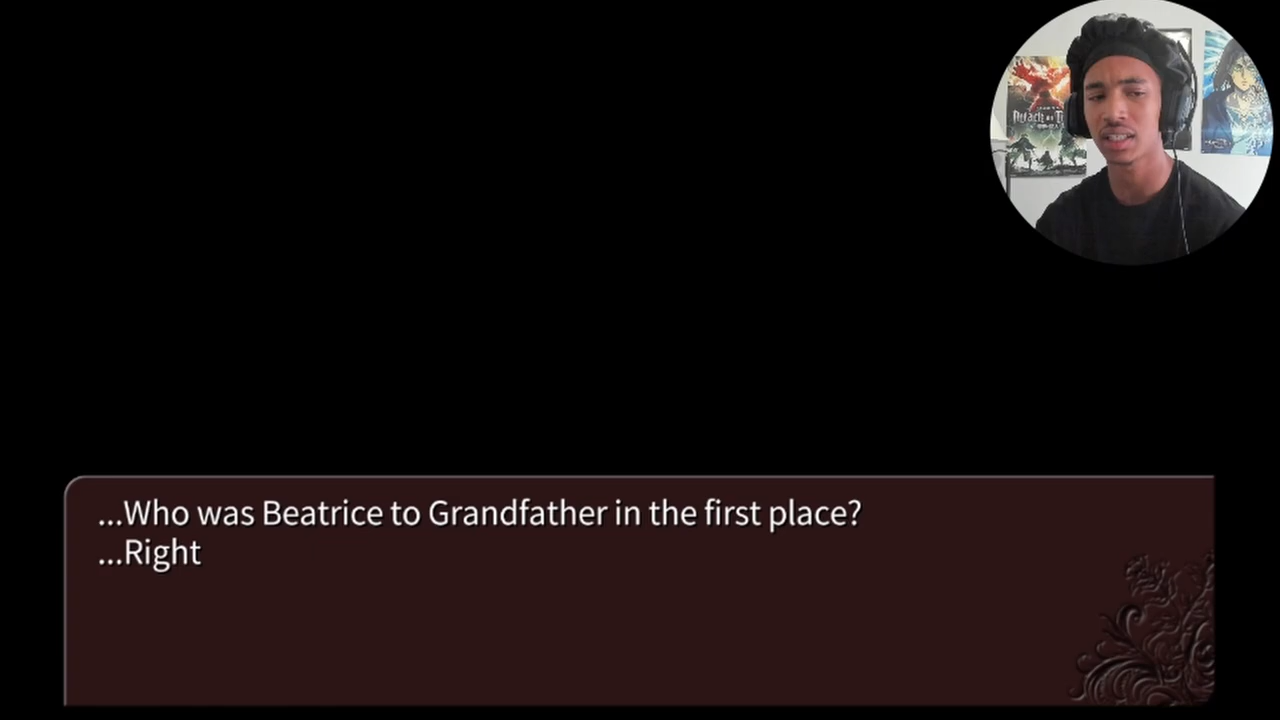 ...Who was Beatrice to Grandfather in the first place?
...Right